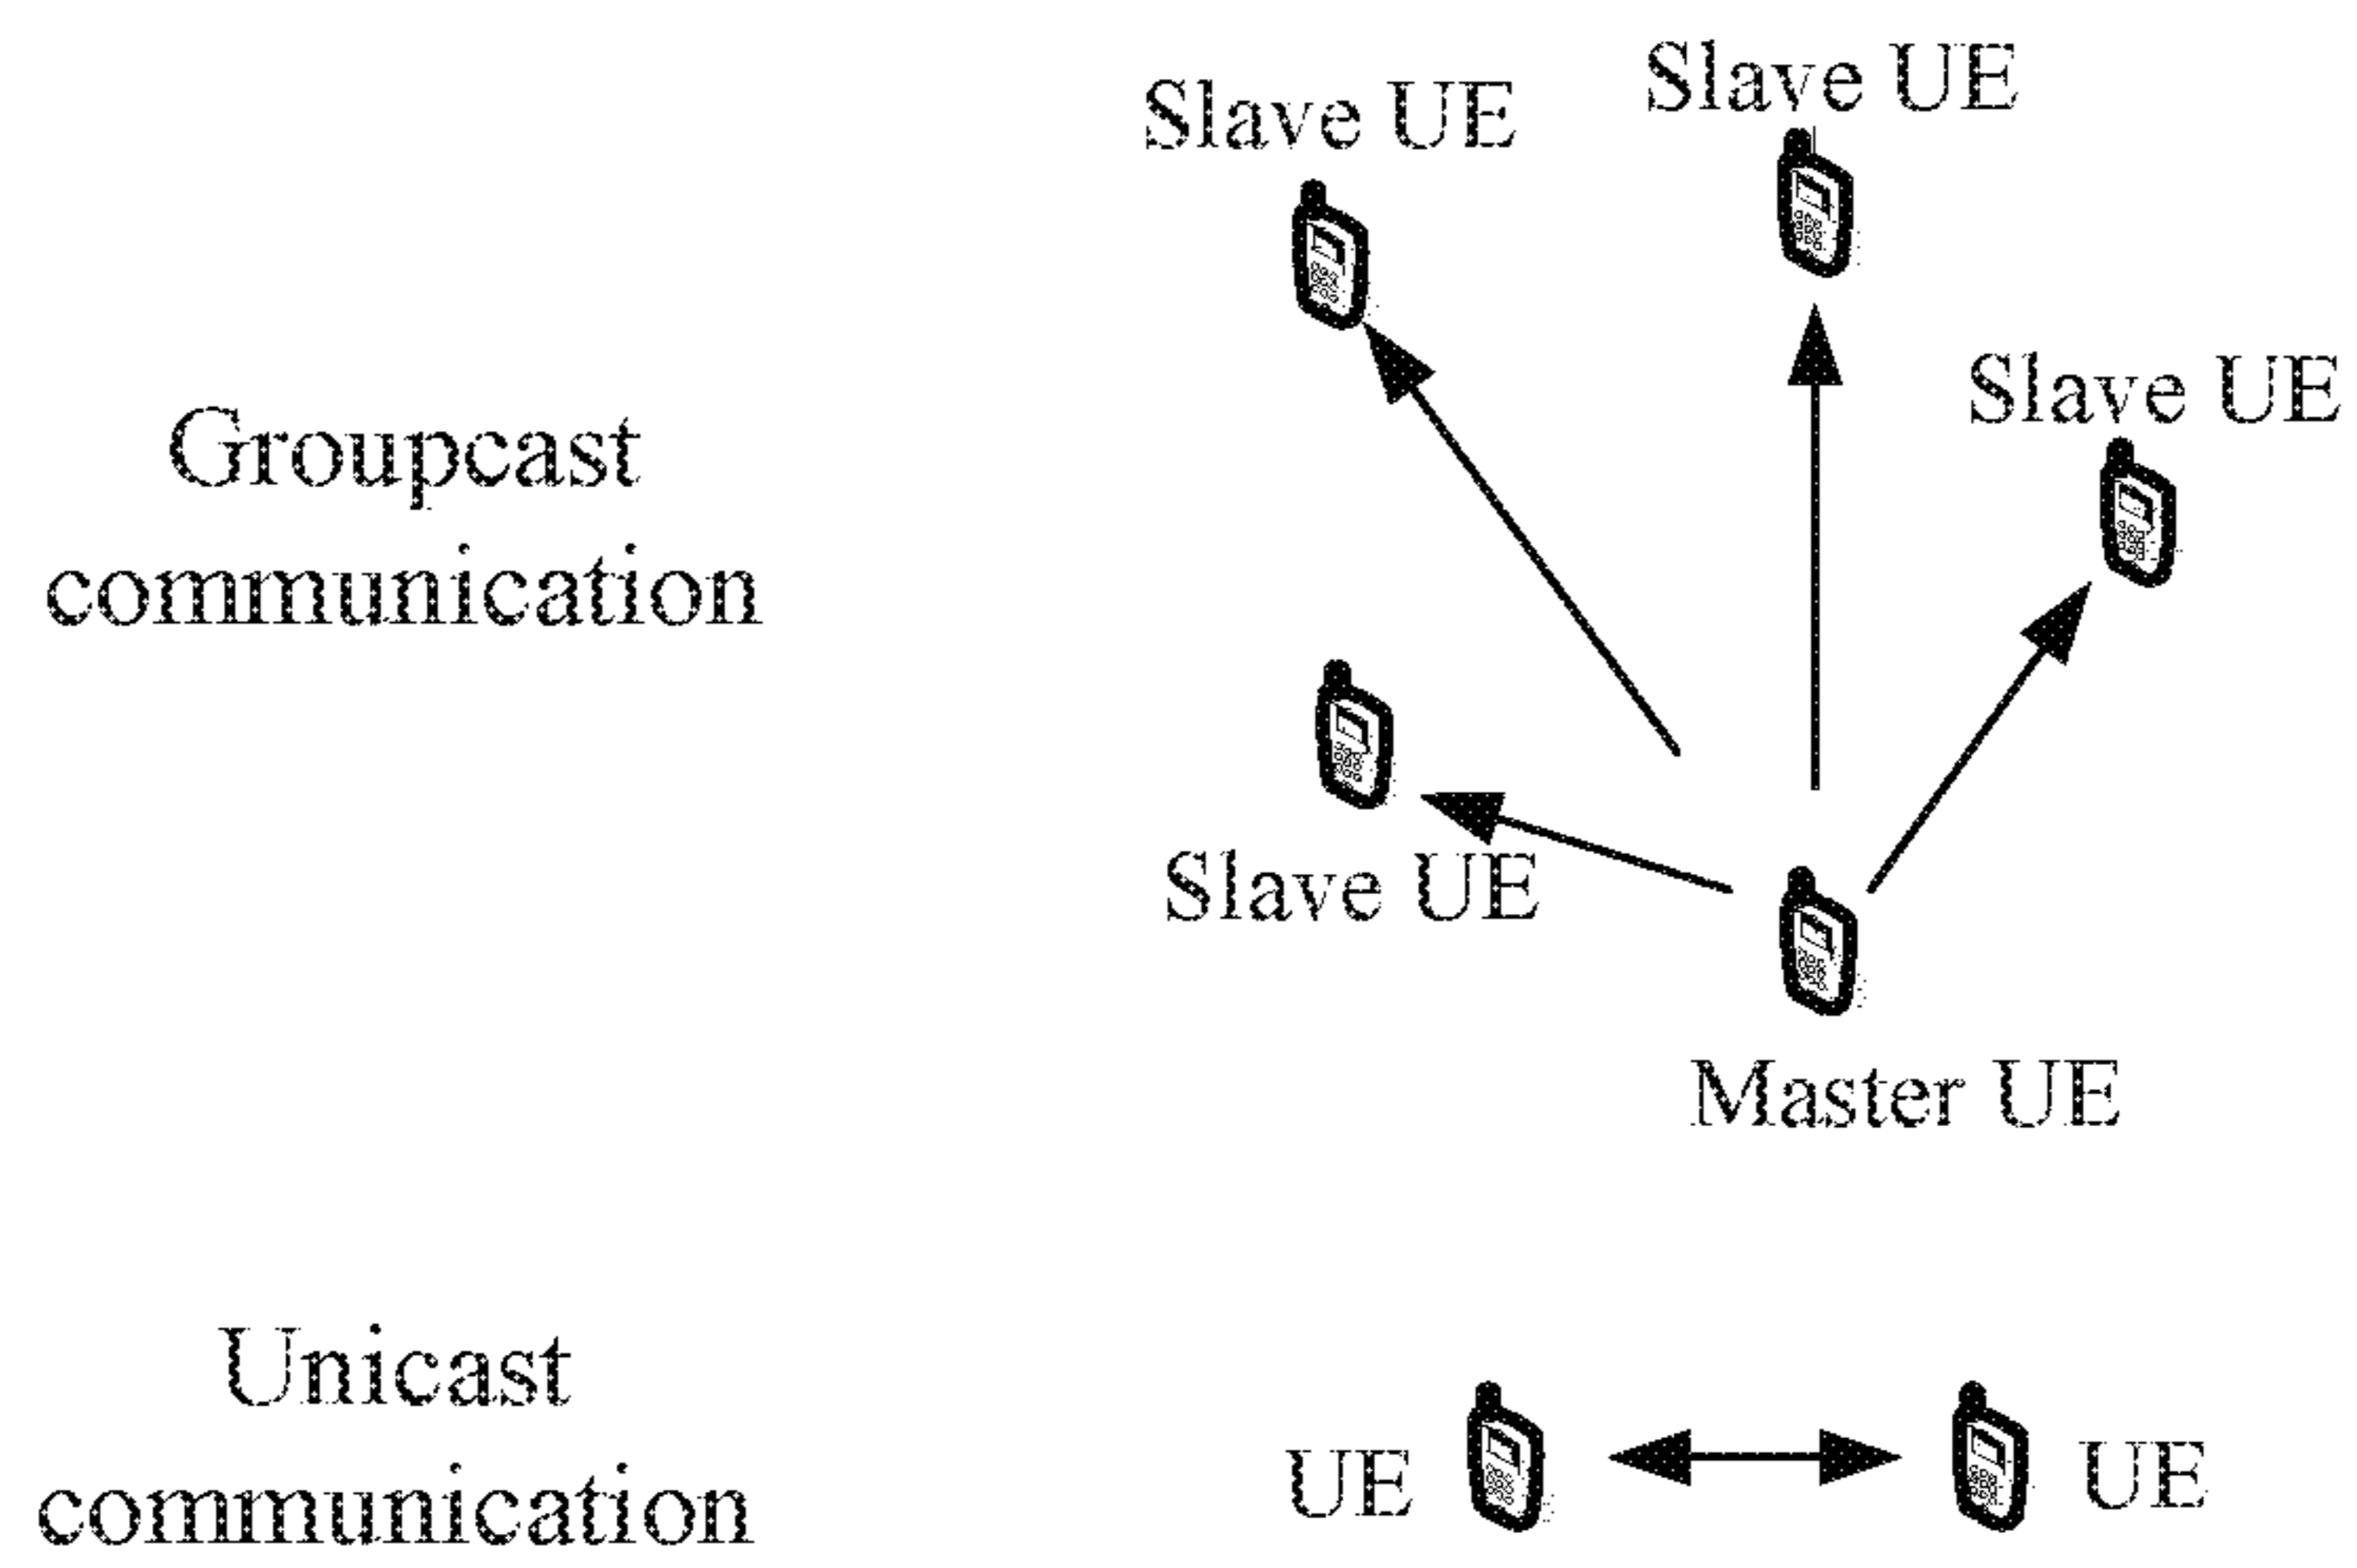 Slave UE
Slave UE
Slave UE
Groupcast
communication
Slave UE
Master UE
Unicast
communication
UE
UE